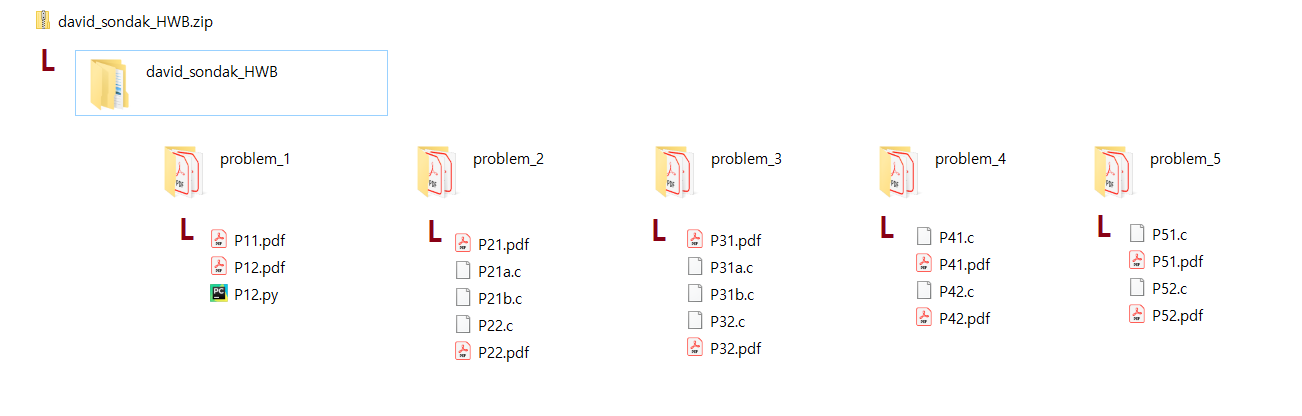 david_sondak_HWB.zip
L
david_sondak_HWB
problem_1
L
P11.pdf
P12.pdf
P12.py
problem_2
L
P21.pdf
P21a.c
P21b.c
P22.c
P22.pdf
problem_3
L
P31.pdf
P31a.c
P31b.c
P32.c
P32.pdf
problem_4
L
P41.c
P41.pdf
P42.c
P42.pdf
problem_5
L
P51.c
P51.pdf
P52.c
P52.pdf